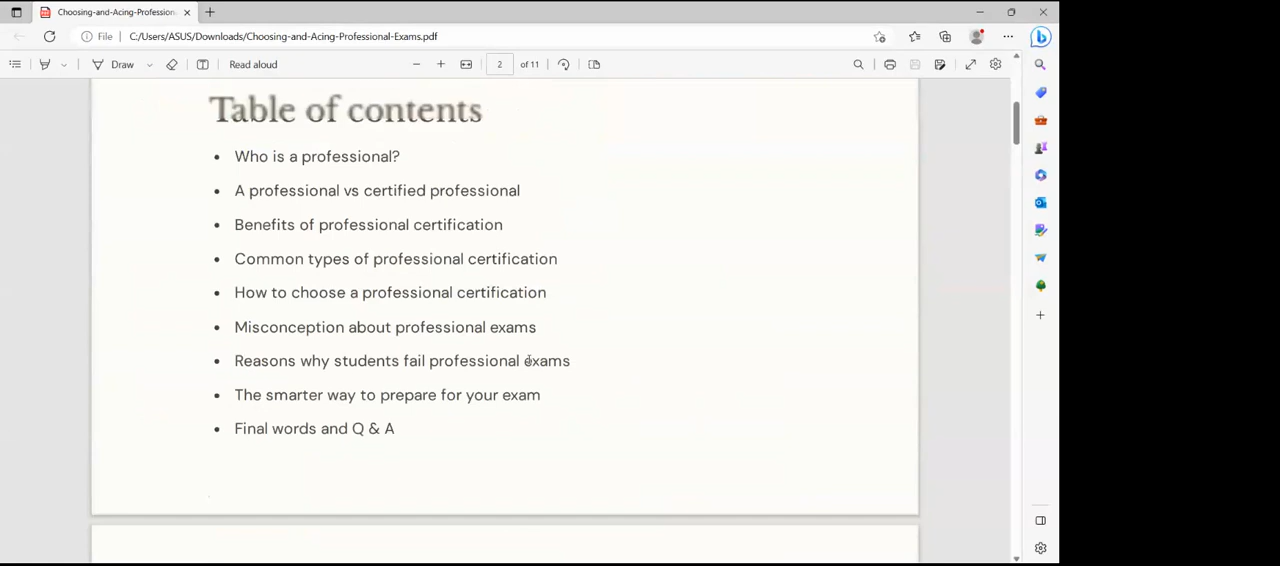 Choosing-and-Acing-Profession
File
C:/Users/ASUS/Downloads/Choosing-and-Acing-Professional-Exams.pdf
Draw
Read aloud
2
of 11
Table of contents
• Who is a professional?
• A professional vs certified professional
• Benefits of professional certification
• Common types of professional certification
• How to choose a professional certification
• Misconception about professional exams
• Reasons why students fail professional exams
• The smarter way to prepare for your exam
• Final words and Q & A